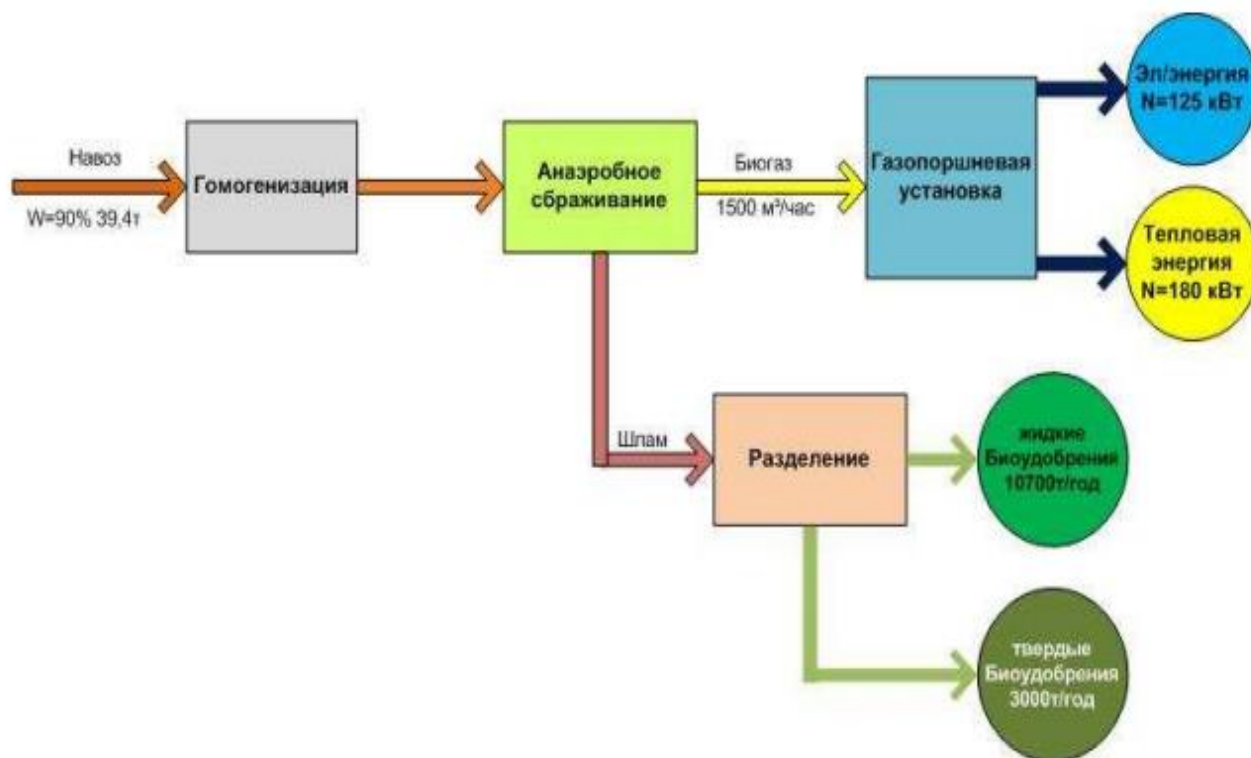 Навоз
W=90% 39,4т
Гомогенизация
Анаэробное
сбраживание
Биогаз
1500 м³/час
Газопоршневая
установка
Эл/энергия
N=125 кВт
Тепловая
энергия
N=180 кВт
Шлам
Разделение
жидкие
Биоудобрения
10700т/год
твердые
Биоудобрения
3000т/год